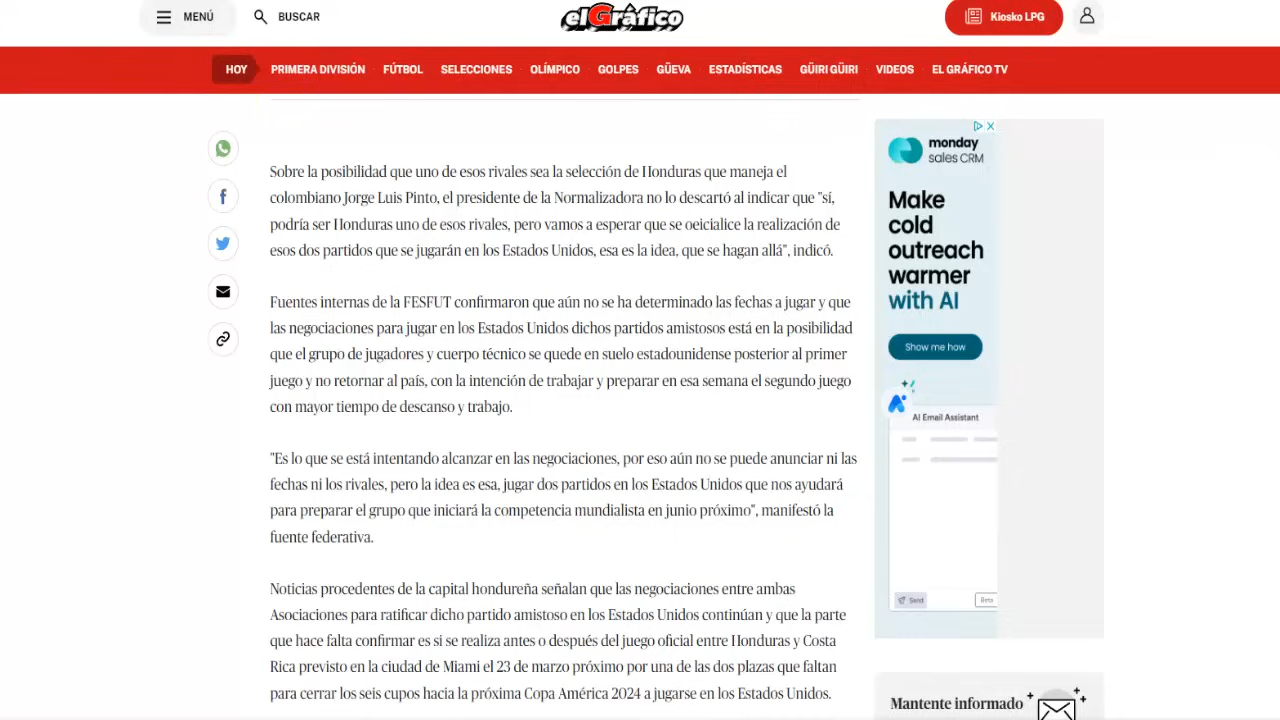 MENÚ
BUSCAR
el Gráfico
Kiosko LPG
HOY
PRIMERA DIVISIÓN
FÚTBOL
SELECCIONES
OLÍMPICO
GOLPES
GÜEVA
ESTADÍSTICAS
GÜIRI GÜIRI
VIDEOS
EL GRÁFICO TV
Sobre la posibilidad que uno de esos rivales sea la selección de Honduras que maneja el
colombiano Jorge Luis Pinto, el presidente de la Normalizadora no lo descartó al indicar que "sí,
podría ser Honduras uno de esos rivales, pero vamos a esperar que se oeicialice la realización de
esos dos partidos que se jugarán en los Estados Unidos, esa es la idea, que se hagan allá", indicó.
Fuentes internas de la FESFUT confirmaron que aún no se ha determinado las fechas a jugar y que
las negociaciones para jugar en los Estados Unidos dichos partidos amistosos está en la posibilidad
que el grupo de jugadores y cuerpo técnico se quede en suelo estadounidense posterior al primer
juego y no retornar al país, con la intención de trabajar y preparar en esa semana el segundo juego
con mayor tiempo de descanso y trabajo.
"Es lo que se está intentando alcanzar en las negociaciones, por eso aún no se puede anunciar ni las
fechas ni los rivales, pero la idea es esa, jugar dos partidos en los Estados Unidos que nos ayudará
para preparar el grupo que iniciará la competencia mundialista en junio próximo", manifestó la
fuente federativa.
Noticias procedentes de la capital hondureña señalan que las negociaciones entre ambas
Asociaciones para ratificar dicho partido amistoso en los Estados Unidos continúan y que la parte
que hace falta confirmar es si se realiza antes o después del juego oficial entre Honduras y Costa
Rica previsto en la ciudad de Miami el 23 de marzo próximo por una de las dos plazas que faltan
para cerrar los seis cupos hacia la próxima Copa América 2024 a jugarse en los Estados Unidos.
monday
sales CRM
Make
cold
outreach
warmer
with AI
Show me how
AI Email Assistant
Send
Beta
Mantente informado